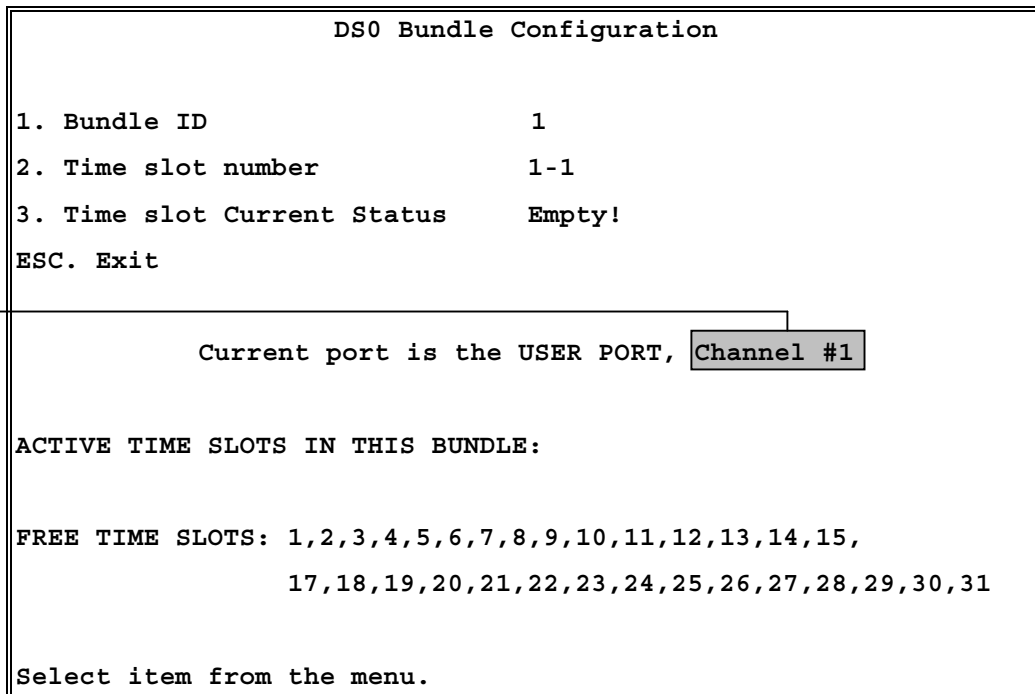 DS0 Bundle Configuration
1. Bundle ID 1
2. Time slot number 1-1
3. Time slot Current Status Empty!
ESC. Exit
Current port is the USER PORT, Channel #1
ACTIVE TIME SLOTS IN THIS BUNDLE:
FREE TIME SLOTS: 1,2,3,4,5,6,7,8,9,10,11,12,13,14,15,
17,18,19,20,21,22,23,24,25,26,27,28,29,30,31
Select item from the menu.